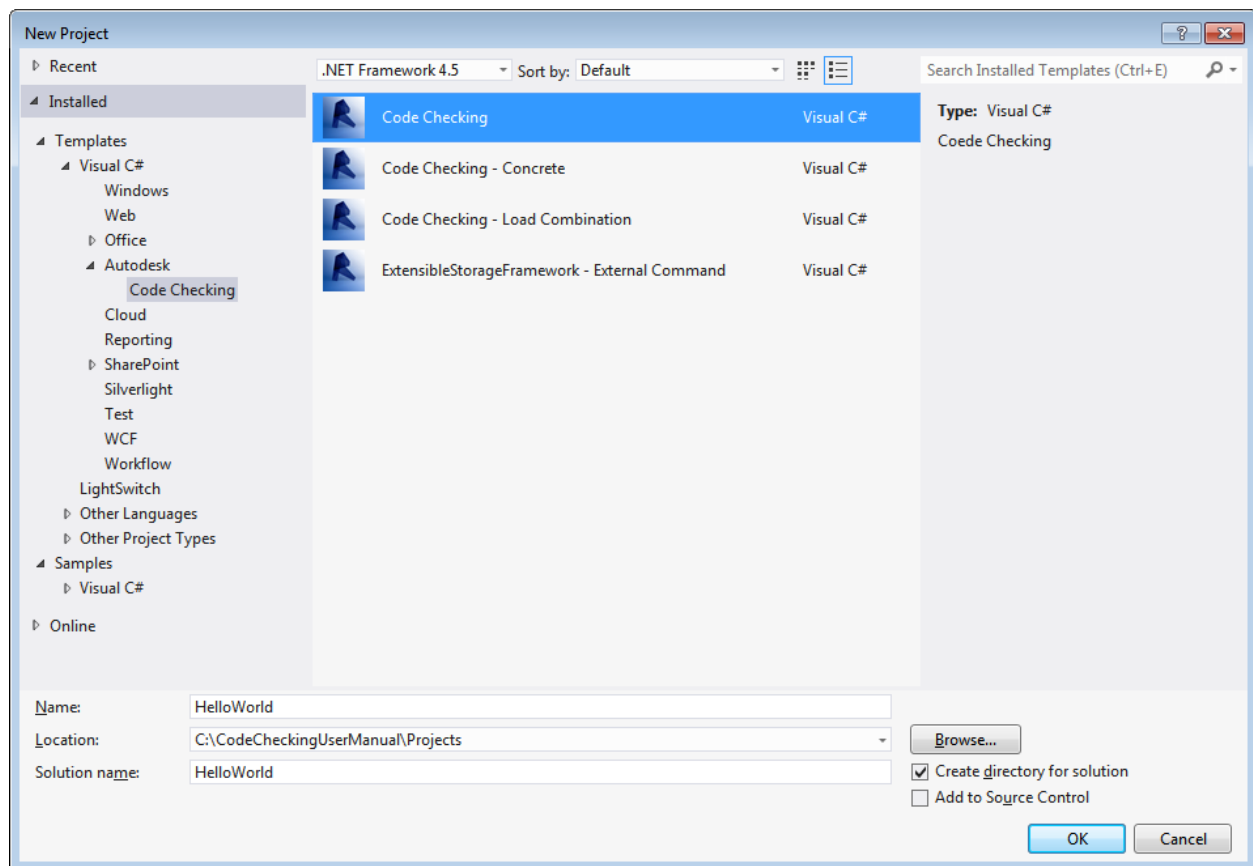 New Project
Recent
.NET Framework 4.5 Sort by: Default Search Installed Templates (Ctrl+E)
Installed
Templates
Visual C#
Windows
Web
Office
Autodesk
Code Checking
Cloud
Reporting
SharePoint
Silverlight
Test
WCF
Workflow
LightSwitch
Other Languages
Other Project Types
Samples
Visual C#
Online
Code Checking Visual C#
Code Checking - Concrete Visual C#
Code Checking - Load Combination Visual C#
ExtensibleStorageFramework - External Command Visual C#
Type: Visual C#
Coede Checking
Name: HelloWorld
Location: C:\CodeCheckingUserManual\Projects Browse...
Solution name: HelloWorld
Create directory for solution
Add to Source Control
OK Cancel